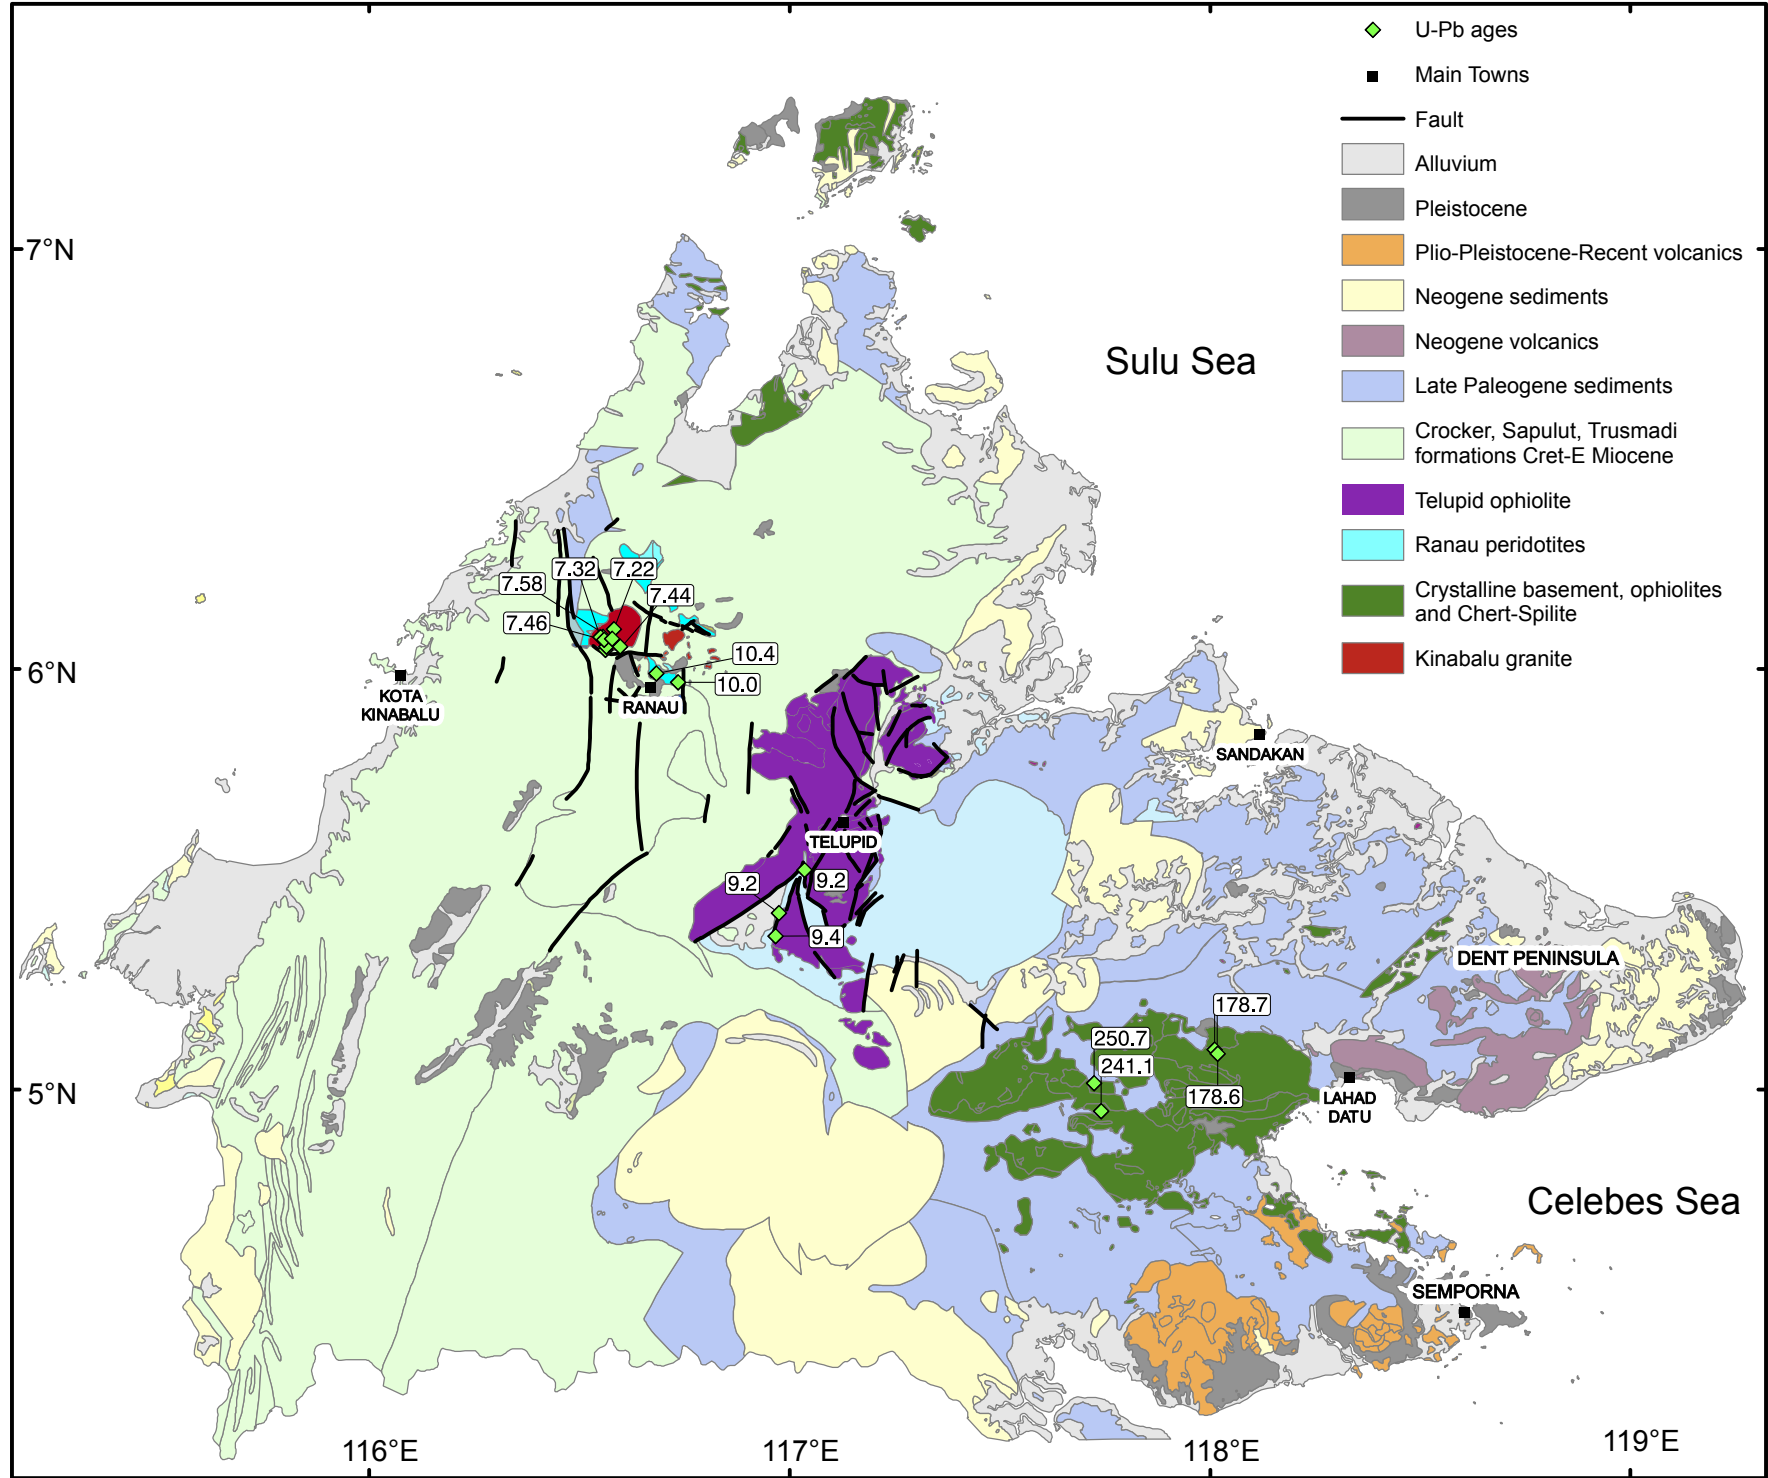 U-Pb ages
Main Towns
Fault
Alluvium
Pleistocene
Plio-Pleistocene-Recent volcanics
Neogene sediments
Neogene volcanics
Late Paleogene sediments
Crocker, Sapulut, Trusmadi
formations Cret-E Miocene
Telupid ophiolite
Ranau peridotites
Crystalline basement, ophiolites
and Chert-Spilite
Kinabalu granite
7°N
6°N
5°N
Sulu Sea
7.32
7.22
7.58
7.44
7.46
10.4
10.0
KOTA
KINABALU
RANAU
SANDAKAN
TELUPID
9.2
9.2
9.4
DENT PENINSULA
178.7
250.7
241.1
178.6
LAHAD
DATU
Celebes Sea
SEMPORNA
116°E
117°E
118°E
119°E